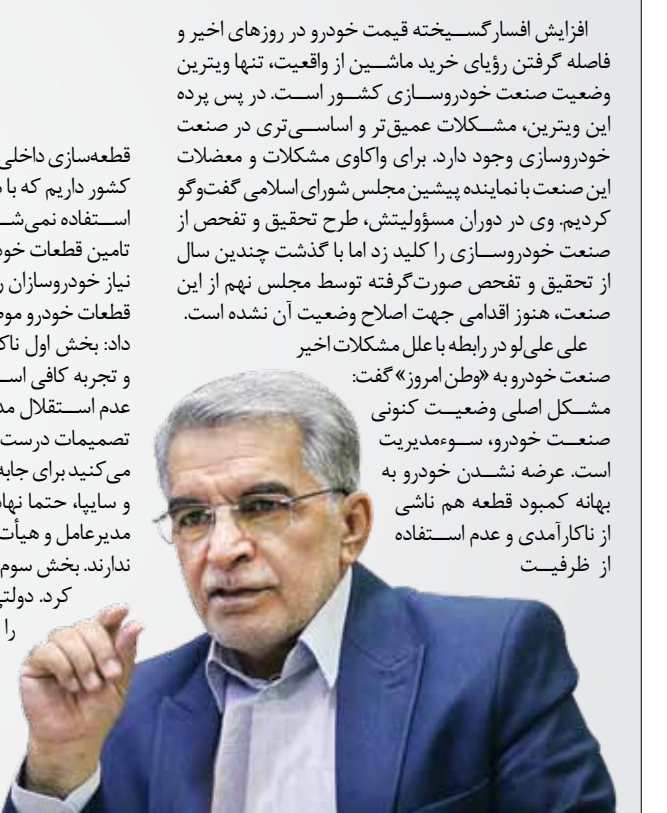 افزایش افسارگسیخته قیمت خودرو در روزهای اخیر و
فاصله گرفتن رؤیای خرید ماشین از واقعیت، تنها ویترین
وضعیت صنعت خودروسازی کشور است. در پس پرده
این ویترین، مشکلات عمیق‌تر و اساسی‌تری در صنعت
خودروسازی وجود دارد. برای واکاوی مشکلات و معضلات
این صنعت با نماینده پیشین مجلس شورای اسلامی گفت‌وگو
کردیم. وی در دوران مسؤولیتش، طرح تحقیق و تفحص از
صنعت خودروسازی را کلید زد اما با گذشت چندین سال
از تحقیق و تفحص صورت‌گرفته توسط مجلس نهم از این
صنعت، هنوز اقدامی جهت اصلاح وضعیت آن نشده است.
علی علی‌لو در رابطه با علل مشکلات اخیر
صنعت خودرو به «وطن امروز» گفت:
مشکل اصلی وضعیت کنونی
صنعت خودرو، سوءمدیریت
است. عرضه نشدن خودرو به
بهانه کمبود قطعه هم ناشی
از ناکارآمدی و عدم استفاده
از ظرفیت
قطعه‌سازی داخلی
کشور داریم که با
استفاده نمی‌ش
تامین قطعات خود
نیاز خودروسازان ر
قطعات خودرو مو
داد: بخش اول ناک
و تجربه کافی اس
عدم استقلال مد
تصمیمات درست
می‌کنید برای جابه
و سایپا، حتما نها
مدیرعامل و هیأت
ندارند. بخش سوم
کرد. دولتی
را